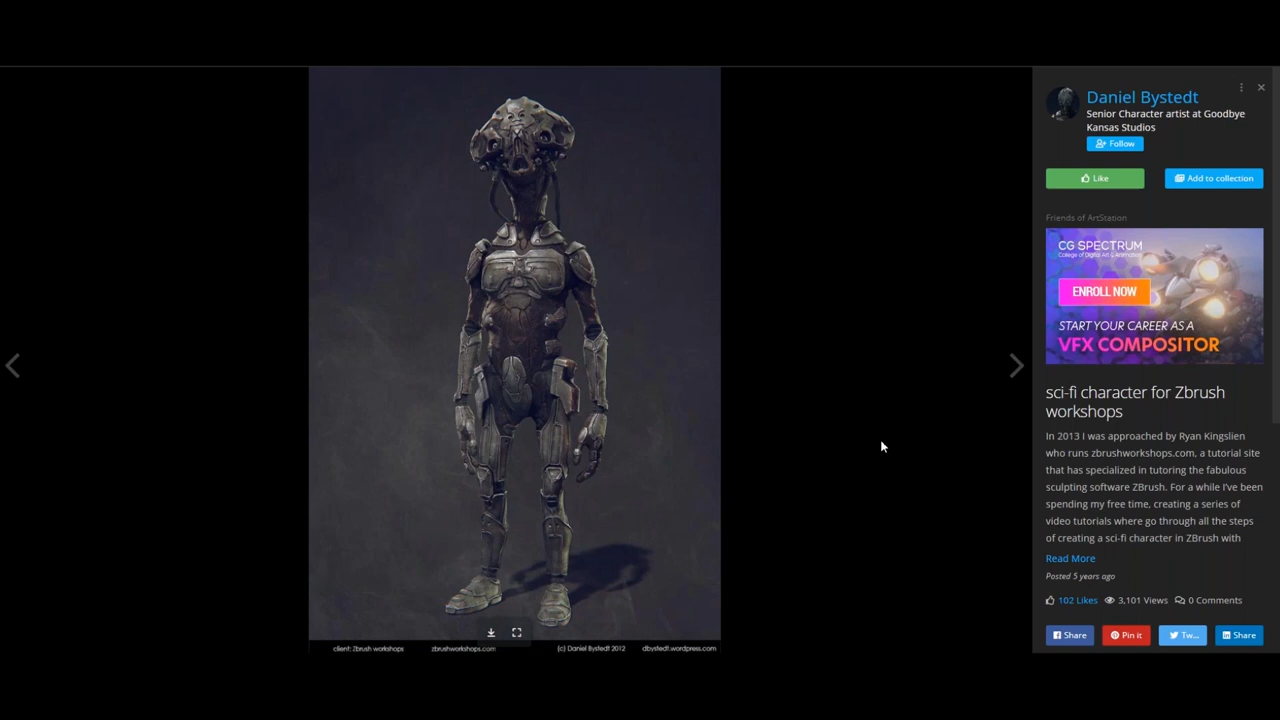 Daniel Bystedt
Senior Character artist at Goodbye
Kansas Studios
Follow
Like
Add to collection
Friends of ArtStation
CG SPECTRUM
College of Digital Art & Animation
ENROLL NOW
START YOUR CAREER AS A
VFX COMPOSITOR
sci-fi character for Zbrush
workshops
In 2013 I was approached by Ryan Kingslien
who runs zbrushworkshops.com, a tutorial site
that has specialized in tutoring the fabulous
sculpting software ZBrush. For a while I've been
spending my free time, creating a series of
video tutorials where go through all the steps
of creating a sci-fi character in ZBrush with
Read More
Posted 5 years ago
102 Likes 3,101 Views 0 Comments
Share Pin it Tw... Share
client: Zbrush workshops zbrushworkshops.com (c) Daniel Bystedt 2012 dbystedt.wordpress.com